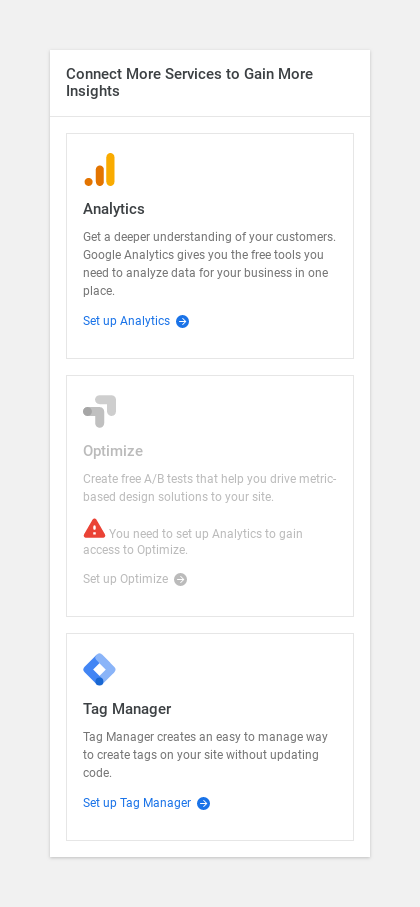 Connect More Services to Gain More
Insights
Analytics
Get a deeper understanding of your customers.
Google Analytics gives you the free tools you
need to analyze data for your business in one
place.
Set up Analytics
Optimize
Create free A/B tests that help you drive metric-
based design solutions to your site.
You need to set up Analytics to gain
access to Optimize.
Set up Optimize
Tag Manager
Tag Manager creates an easy to manage way
to create tags on your site without updating
code.
Set up Tag Manager